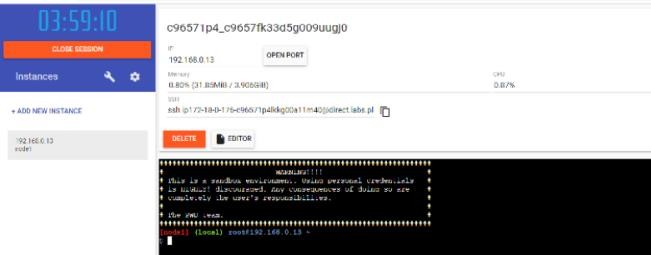 03:59:10
CLOSE SESSION
Instances
+ ADD NEW INSTANCE
192.168.0.13
node1
c96571p4_c9657fk33d5g009uugj0
IP
192.168.0.13
OPEN PORT
Memory
0.80% (31.85MiB / 3.906GiB)
CPU
0.87%
SSH
ssh ip172-18-0-176-c96571p4lkkg00a11m40@direct.labs.pl
DELETE
EDITOR
WARNING!!!!
# This is a sandbox environment. Using personal credentials #
# is HIGHLY! discouraged. Any consequences of doing so are #
# completely the user's responsibilites. #
# The PWD team. #
[node1] (local) root@192.168.0.13 ~
$